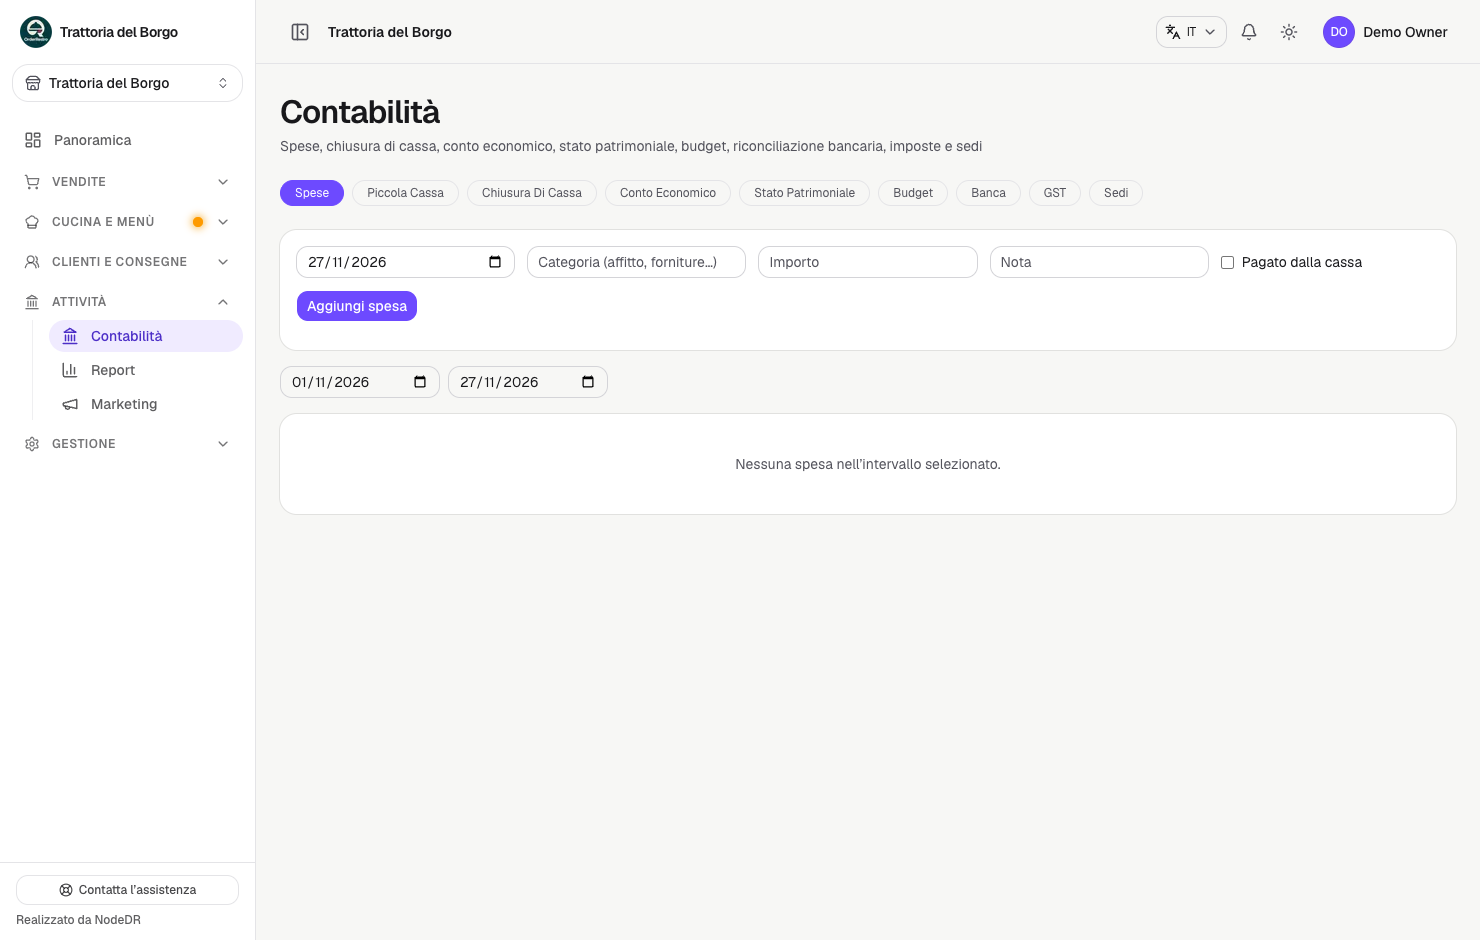 Trattoria del Borgo
Trattoria del Borgo
Panoramica
VENDITE
CUCINA E MENÙ
CLIENTI E CONSEGNE
ATTIVITÀ
Contabilità
Report
Marketing
GESTIONE
Contatta l'assistenza
Realizzato da NodeDR
Trattoria del Borgo
IT
DO Demo Owner
Contabilità
Spese, chiusura di cassa, conto economico, stato patrimoniale, budget, riconciliazione bancaria, imposte e sedi
Spese Piccola Cassa Chiusura Di Cassa Conto Economico Stato Patrimoniale Budget Banca GST Sedi
27/11/2026 Categoria (affitto, forniture…) Importo Nota Pagato dalla cassa
Aggiungi spesa
01/11/2026 27/11/2026
Nessuna spesa nell'intervallo selezionato.